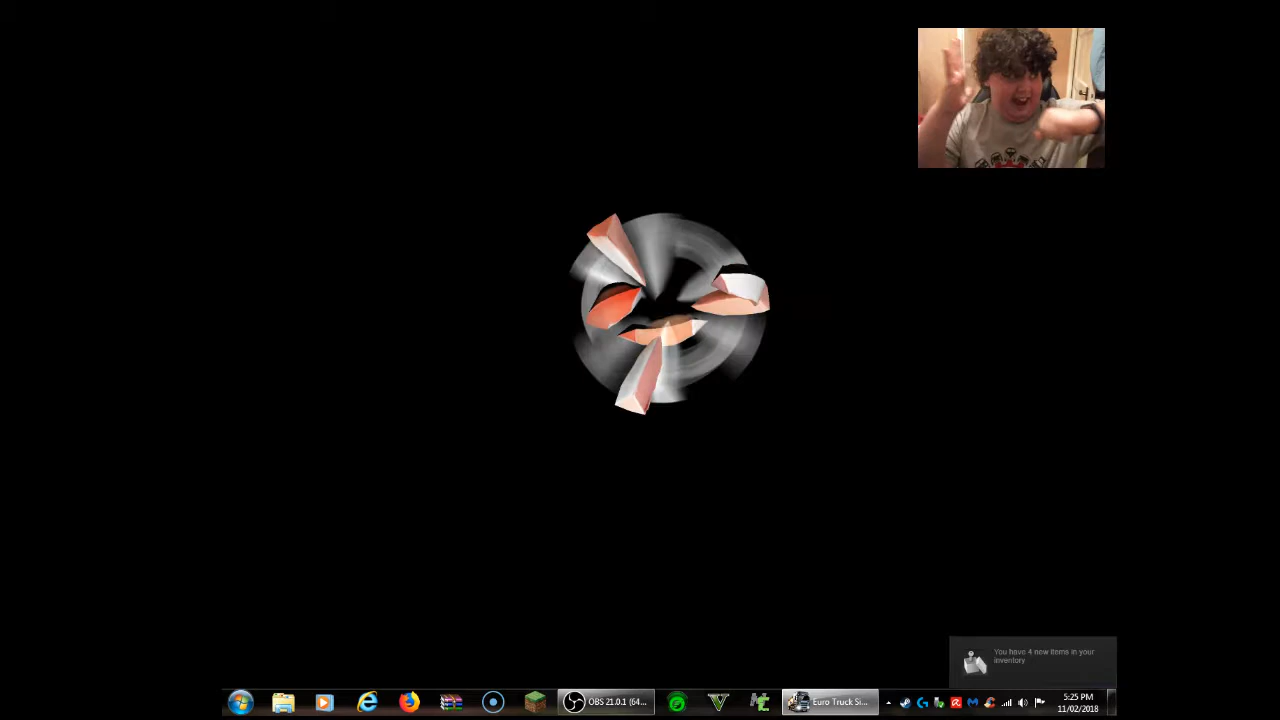 You have 4 new items in your
inventory
OBS 21.0.1 (64...
Euro Truck Si...
5:25 PM
11/02/2018